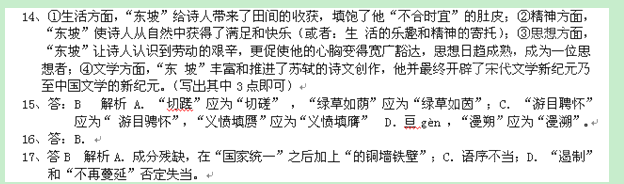 14、①生活方面，“东坡”给诗人带来了田间的收获，填饱了他“不合时宜”的肚皮；②精神方面，
“东坡”使诗人从自然中获得了满足和快乐（或者：生 活的乐趣和精神的寄托）；③思想方面，
“东坡”让诗人认识到劳动的艰辛，更促使他的心胸变得宽广豁达，思想日趋成熟，成为一位思
想者；④文学方面，“东 坡”丰富和推进了苏轼的诗文创作，他并最终开辟了宋代文学新纪元乃
至中国文学的新纪元。（写出其中 3 点即可）
15、答：B 解析 A.“切蹉”应为“切磋”，“绿草如荫”应为“绿草如茵”；C.“游目聘怀”
应为“ 游目骋怀”，“义愤填赝”应为“义愤填膺” D.亘 gèn ，“漫朔”应为“漫溯”。
16、答：B.
17、答 B 解析 A. 成分残缺，在“国家统一”之后加上“的铜墙铁壁”；C. 语序不当；D.“遏制”
和“不再蔓延”否定失当。